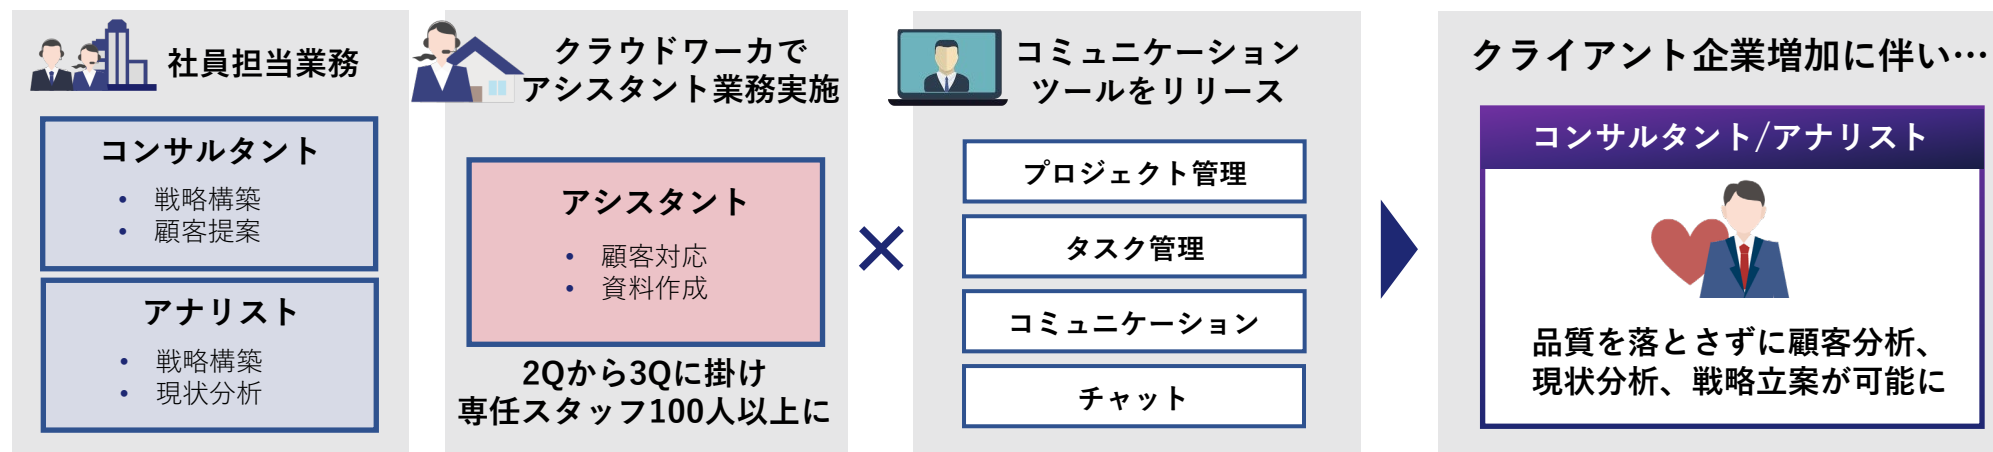 社員担当業務
コンサルタント
• 戦略構築
• 顧客提案
アナリスト
• 戦略構築
• 現状分析
クラウドワーカで
アシスタント業務実施
アシスタント
• 顧客対応
• 資料作成
2Qから3Qに掛け
専任スタッフ100人以上に
×
コミュニケーション
ツールをリリース
プロジェクト管理
タスク管理
コミュニケーション
チャット
クライアント企業増加に伴い…
コンサルタント/アナリスト
品質を落とさずに顧客分析、
現状分析、戦略立案が可能に